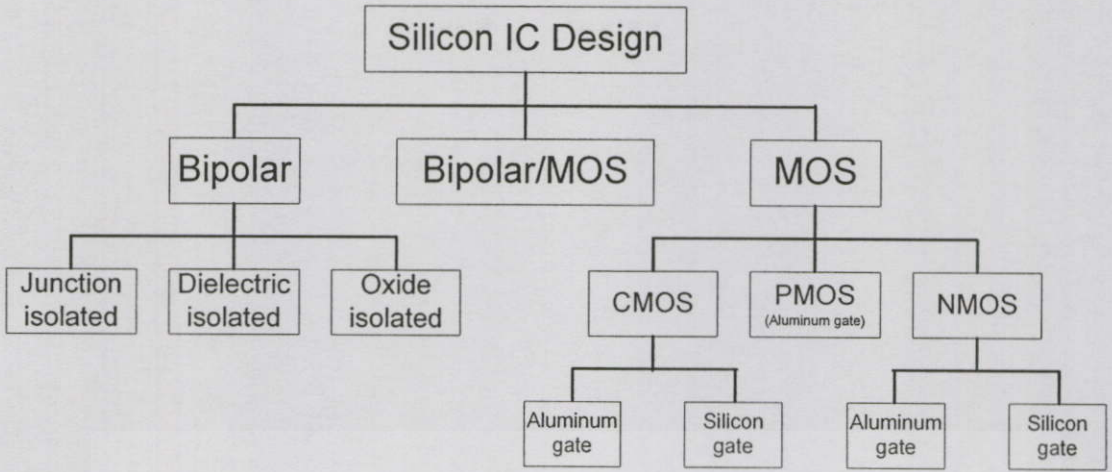 Silicon IC Design
Bipolar
Bipolar/MOS
MOS
Junction
isolated
Dielectric
isolated
Oxide
isolated
CMOS
PMOS
(Aluminum gate)
NMOS
Aluminum
gate
Silicon
gate
Aluminum
gate
Silicon
gate